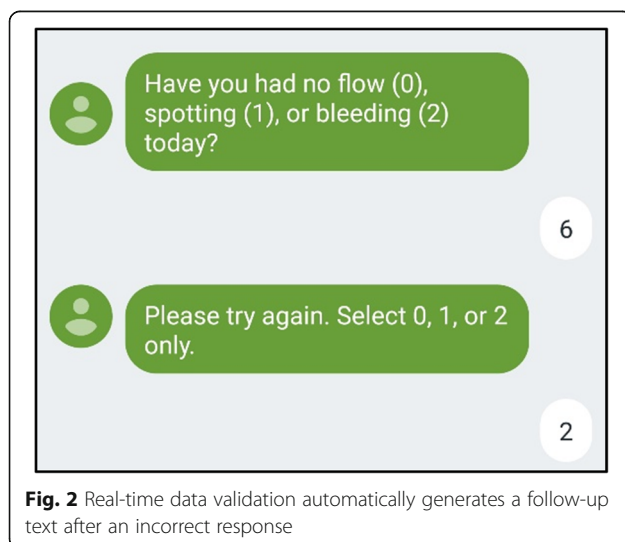 Have you had no flow (0),
spotting (1), or bleeding (2)
today?
6
Please try again. Select 0, 1, or 2
only.
2
Fig. 2 Real-time data validation automatically generates a follow-up
text after an incorrect response